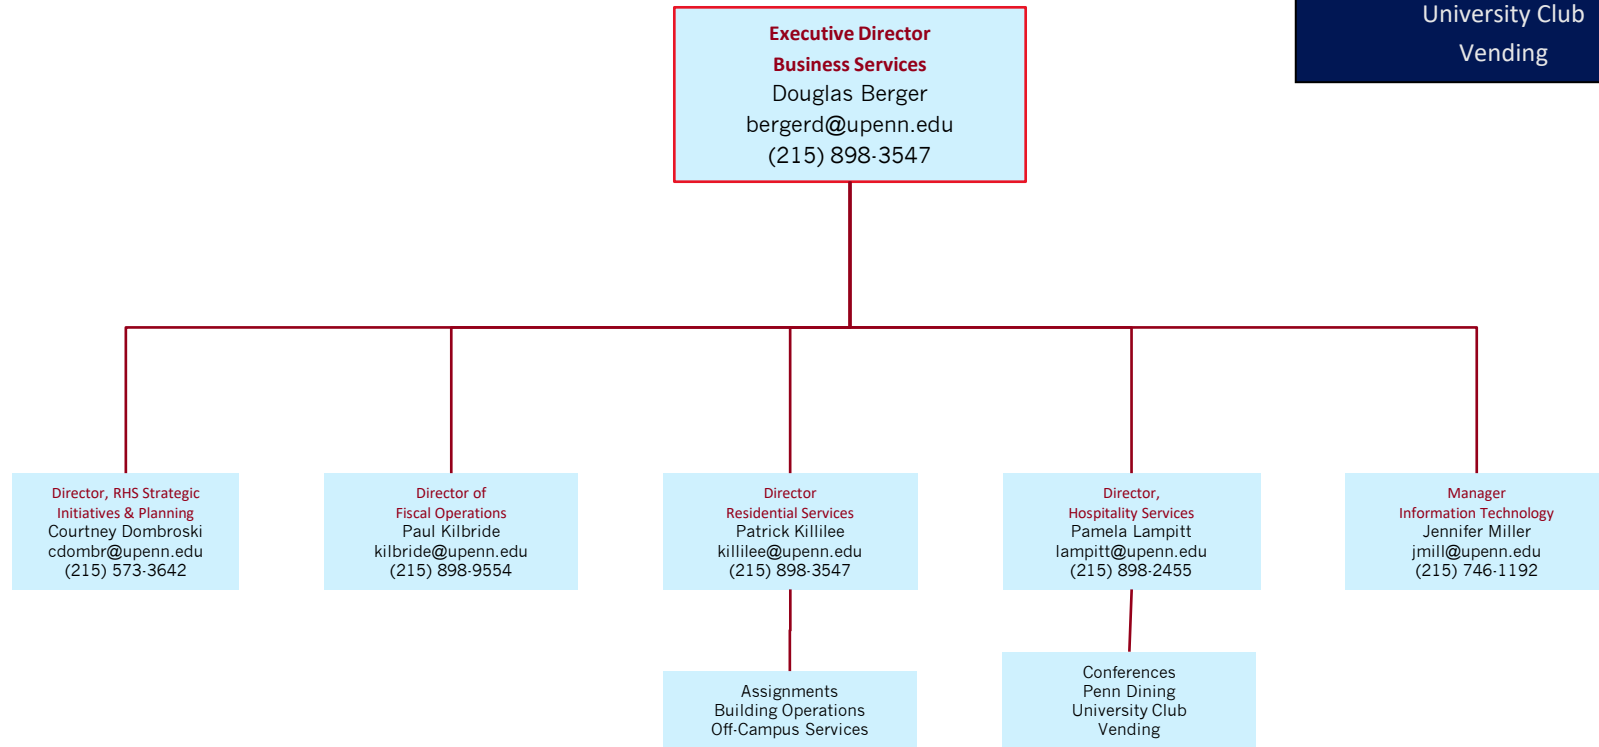 University Club
Vending
Executive Director
Business Services
Douglas Berger
bergerd@upenn.edu
(215) 898-3547
Director, RHS Strategic
Initiatives & Planning
Courtney Dombroski
cdombr@upenn.edu
(215) 573-3642
Director of
Fiscal Operations
Paul Kilbride
kilbride@upenn.edu
(215) 898-9554
Director
Residential Services
Patrick Killilee
killilee@upenn.edu
(215) 898-3547
Director,
Hospitality Services
Pamela Lampitt
lampitt@upenn.edu
(215) 898-2455
Manager
Information Technology
Jennifer Miller
jmill@upenn.edu
(215) 746-1192
Assignments
Building Operations
Off-Campus Services
Conferences
Penn Dining
University Club
Vending